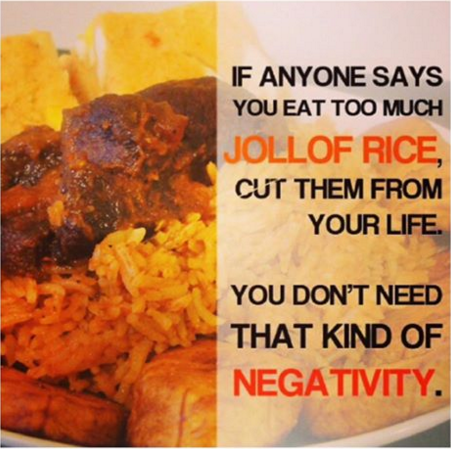 IF ANYONE SAYS
YOU EAT TOO MUCH
JOLLOF RICE,
CUT THEM FROM
YOUR LIFE.
YOU DON'T NEED
THAT KIND OF
NEGATIVITY.